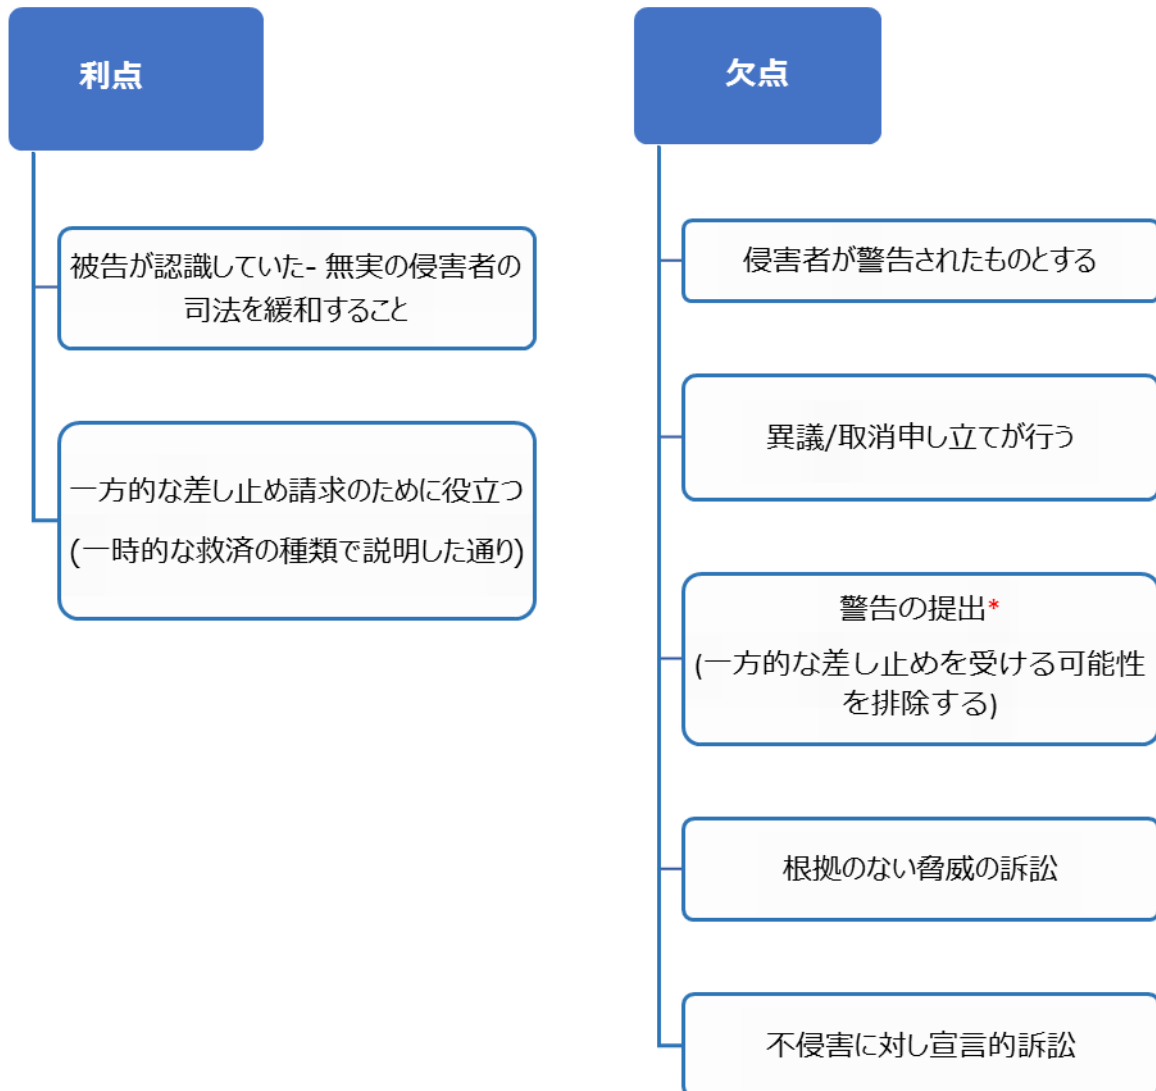 利点
被告が認識していた- 無実の侵害者の
司法を緩和すること
一方的な差し止め請求のために役立つ
(一時的な救済の種類で説明した通り)
欠点
侵害者が警告されたものとする
異議/取消申し立てが行う
警告の提出*
(一方的な差し止めを受ける可能性
を排除する)
根拠のない脅威の訴訟
不侵害に対し宣言的訴訟